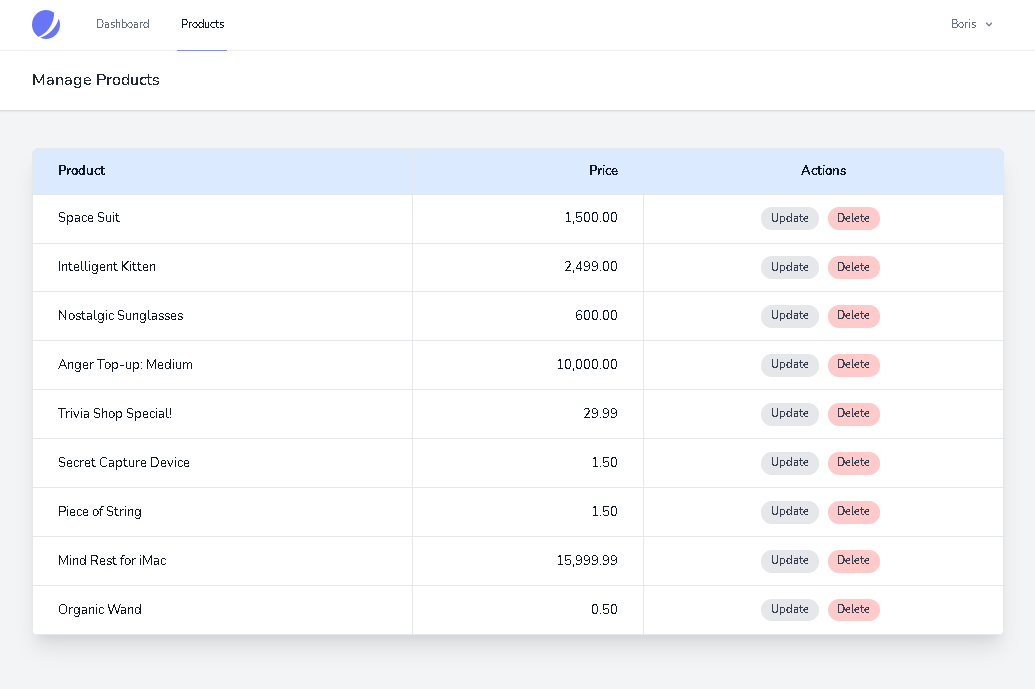 Dashboard Products Boris
Manage Products
Product Price Actions
Space Suit 1,500.00 Update Delete
Intelligent Kitten 2,499.00 Update Delete
Nostalgic Sunglasses 600.00 Update Delete
Anger Top-up: Medium 10,000.00 Update Delete
Trivia Shop Special! 29.99 Update Delete
Secret Capture Device 1.50 Update Delete
Piece of String 1.50 Update Delete
Mind Rest for iMac 15,999.99 Update Delete
Organic Wand 0.50 Update Delete